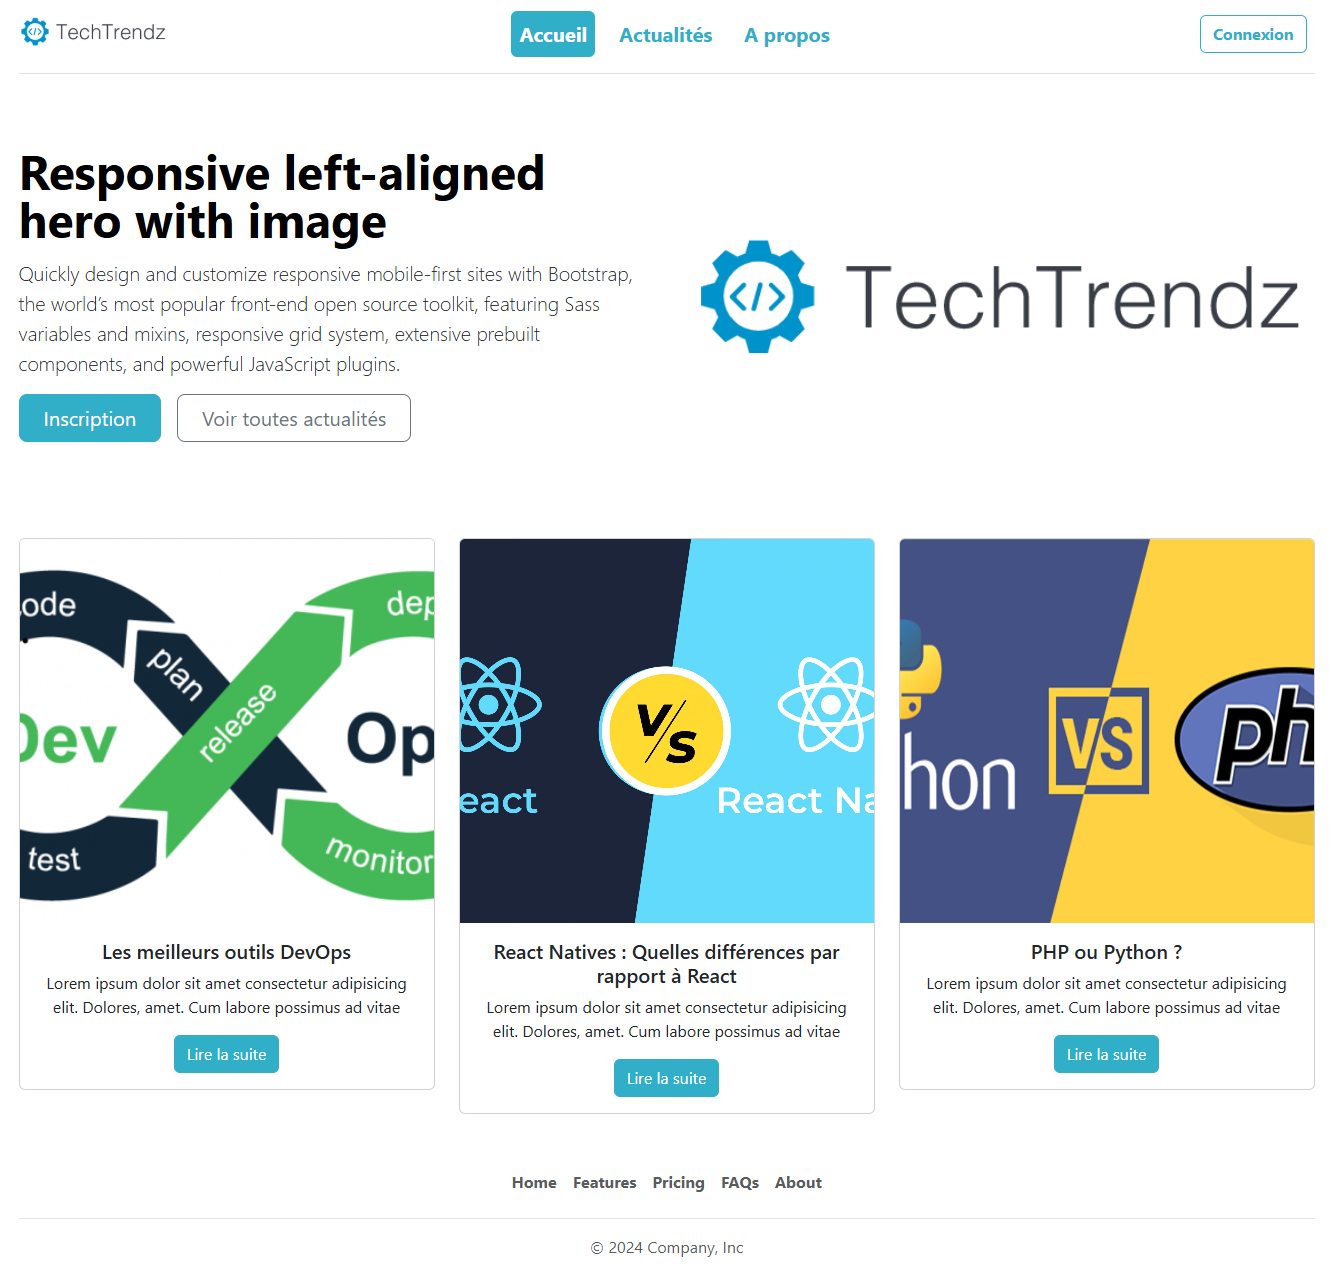 TechTrendz
Accueil
Actualités
A propos
Connexion
Responsive left-aligned
hero with image
Quickly design and customize responsive mobile-first sites with Bootstrap,
the world’s most popular front-end open source toolkit, featuring Sass
variables and mixins, responsive grid system, extensive prebuilt
components, and powerful JavaScript plugins.
Inscription
Voir toutes actualités
</> TechTrendz
ode
plan
release
dep
Dev
Op
test
monitor
V/S
eact
React Na
hon
VS
ph
Les meilleurs outils DevOps
Lorem ipsum dolor sit amet consectetur adipisicing
elit. Dolores, amet. Cum labore possimus ad vitae
Lire la suite
React Natives : Quelles différences par
rapport à React
Lorem ipsum dolor sit amet consectetur adipisicing
elit. Dolores, amet. Cum labore possimus ad vitae
Lire la suite
PHP ou Python ?
Lorem ipsum dolor sit amet consectetur adipisicing
elit. Dolores, amet. Cum labore possimus ad vitae
Lire la suite
Home
Features
Pricing
FAQs
About
© 2024 Company, Inc